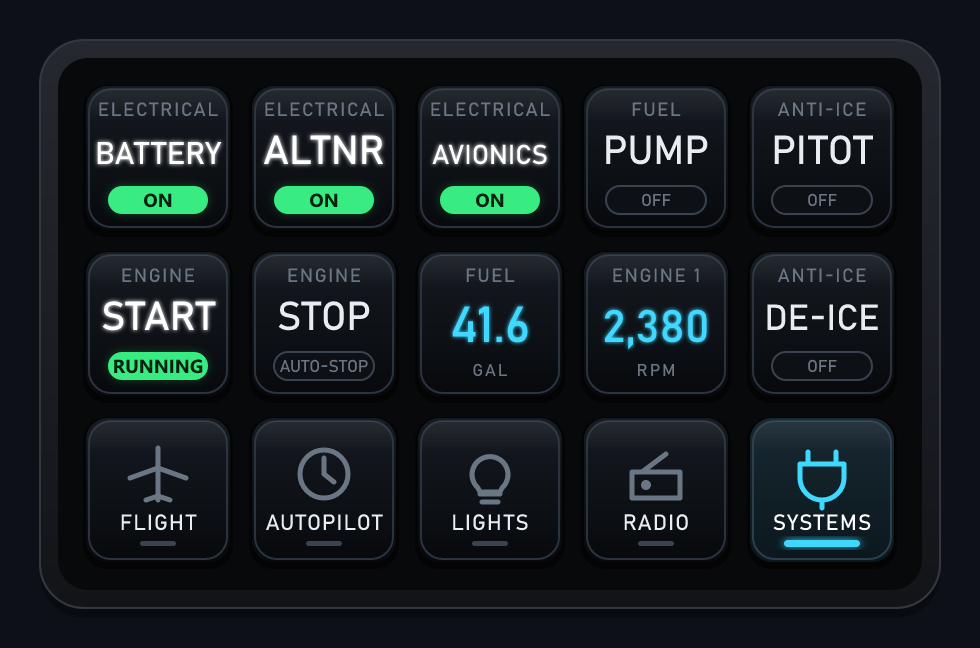 ELECTRICAL ELECTRICAL ELECTRICAL FUEL ANTI-ICE
BATTERY ALTNR AVIONICS PUMP PITOT
ON ON ON OFF OFF
ENGINE ENGINE FUEL ENGINE 1 ANTI-ICE
START STOP 41.6 2,380 DE-ICE
RUNNING AUTO-STOP GAL RPM OFF
FLIGHT AUTOPILOT LIGHTS RADIO SYSTEMS